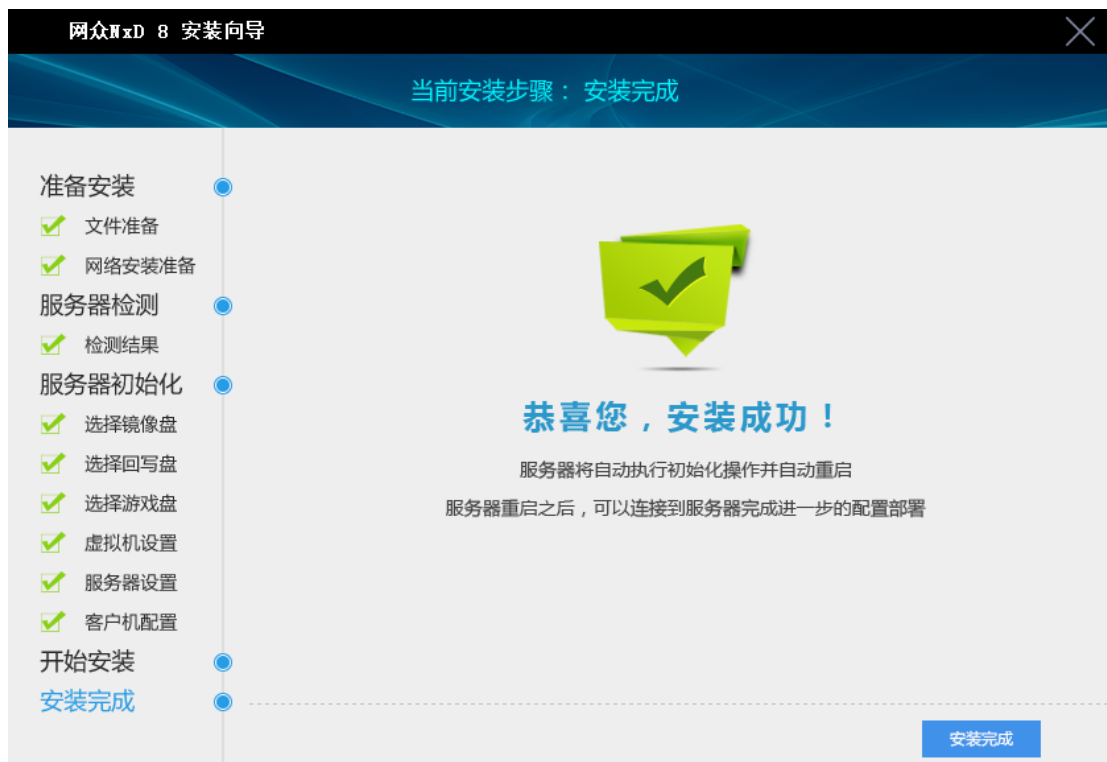 网众NxD 8 安装向导
当前安装步骤： 安装完成
准备安装
文件准备
网络安装准备
服务器检测
检测结果
服务器初始化
选择镜像盘
选择回写盘
选择游戏盘
虚拟机设置
服务器设置
客户机配置
开始安装
安装完成
恭喜您，安装成功！
服务器将自动执行初始化操作并自动重启
服务器重启之后，可以连接到服务器完成进一步的配置部署
安装完成